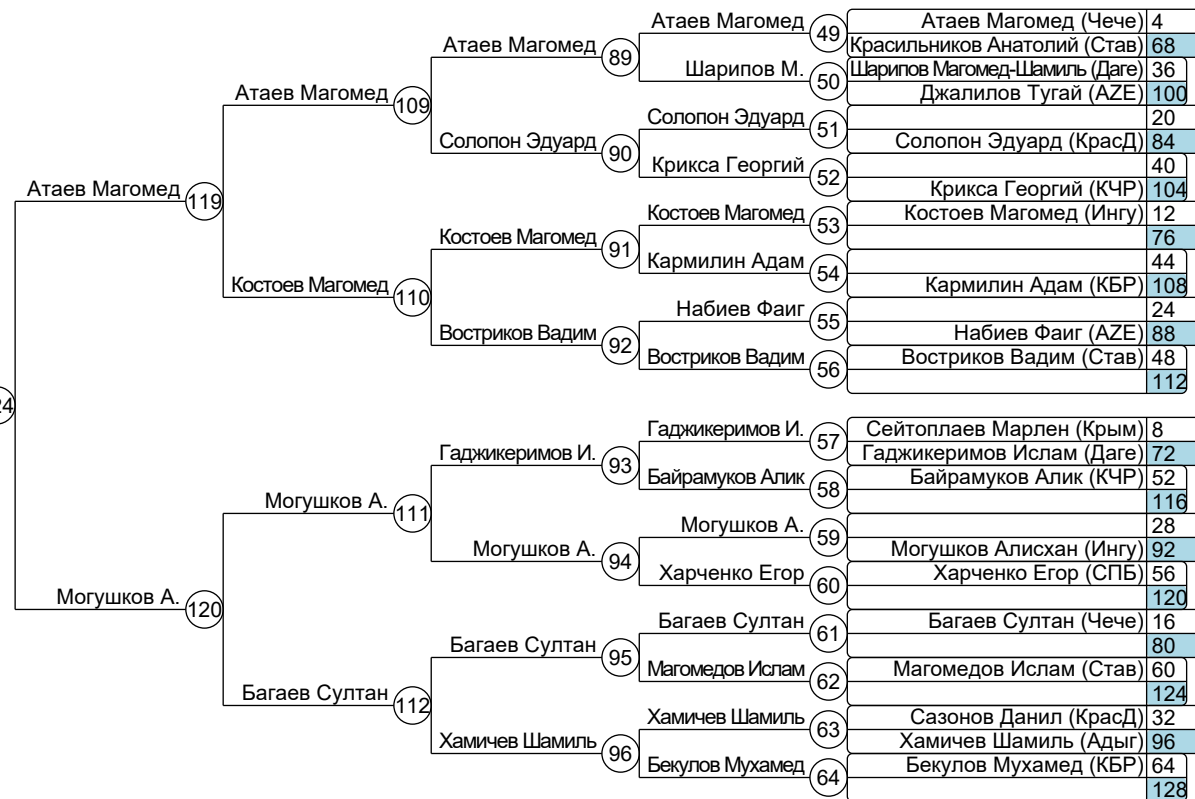 Атаев Магомед 49 Атаев Магомед (Чече) 4
Атаев Магомед 89 Красильников Анатолий (Став) 68
Шарипов М. 50 Шарипов Магомед-Шамиль (Даге) 36
Джалилов Тугай (AZE) 100
Атаев Магомед 109
Солопон Эдуард 51 20
Солопон Эдуард 90 Солопон Эдуард (КрасД) 84
Крикса Георгий 52 40
Крикса Георгий (КЧР) 104
Атаев Магомед 119
Костоев Магомед 53 Костоев Магомед (Ингу) 12
Костоев Магомед 91 76
Кармилин Адам 54 44
Кармилин Адам (КБР) 108
Костоев Магомед 110
Набиев Фаиг 55 24
Востриков Вадим 92 Набиев Фаиг (AZE) 88
Востриков Вадим 56 Востриков Вадим (Став) 48
112
24
Гаджикеримов И. 57 Сейтоплаев Марлен (Крым) 8
Гаджикеримов И. 93 Гаджикеримов Ислам (Даге) 72
Байрамуков Алик 58 Байрамуков Алик (КЧР) 52
116
Могушков А. 111
Могушков А. 59 28
Могушков А. 94 Могушков Алисхан (Ингу) 92
Харченко Егор 60 Харченко Егор (СПБ) 56
120
Могушков А. 120
Багаев Султан 61 Багаев Султан (Чече) 16
Багаев Султан 95 80
Магомедов Ислам 62 Магомедов Ислам (Став) 60
124
Багаев Султан 112
Хамичев Шамиль 63 Сазонов Данил (КрасД) 32
Хамичев Шамиль 96 Хамичев Шамиль (Адыг) 96
Бекулов Мухамед 64 Бекулов Мухамед (КБР) 64
128